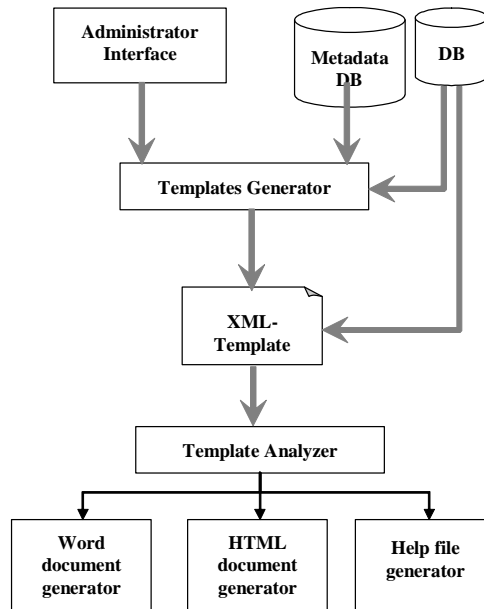 Administrator
Interface
Metadata
DB
DB
Templates Generator
XML-
Template
Template Analyzer
Word
document
generator
HTML
document
generator
Help file
generator